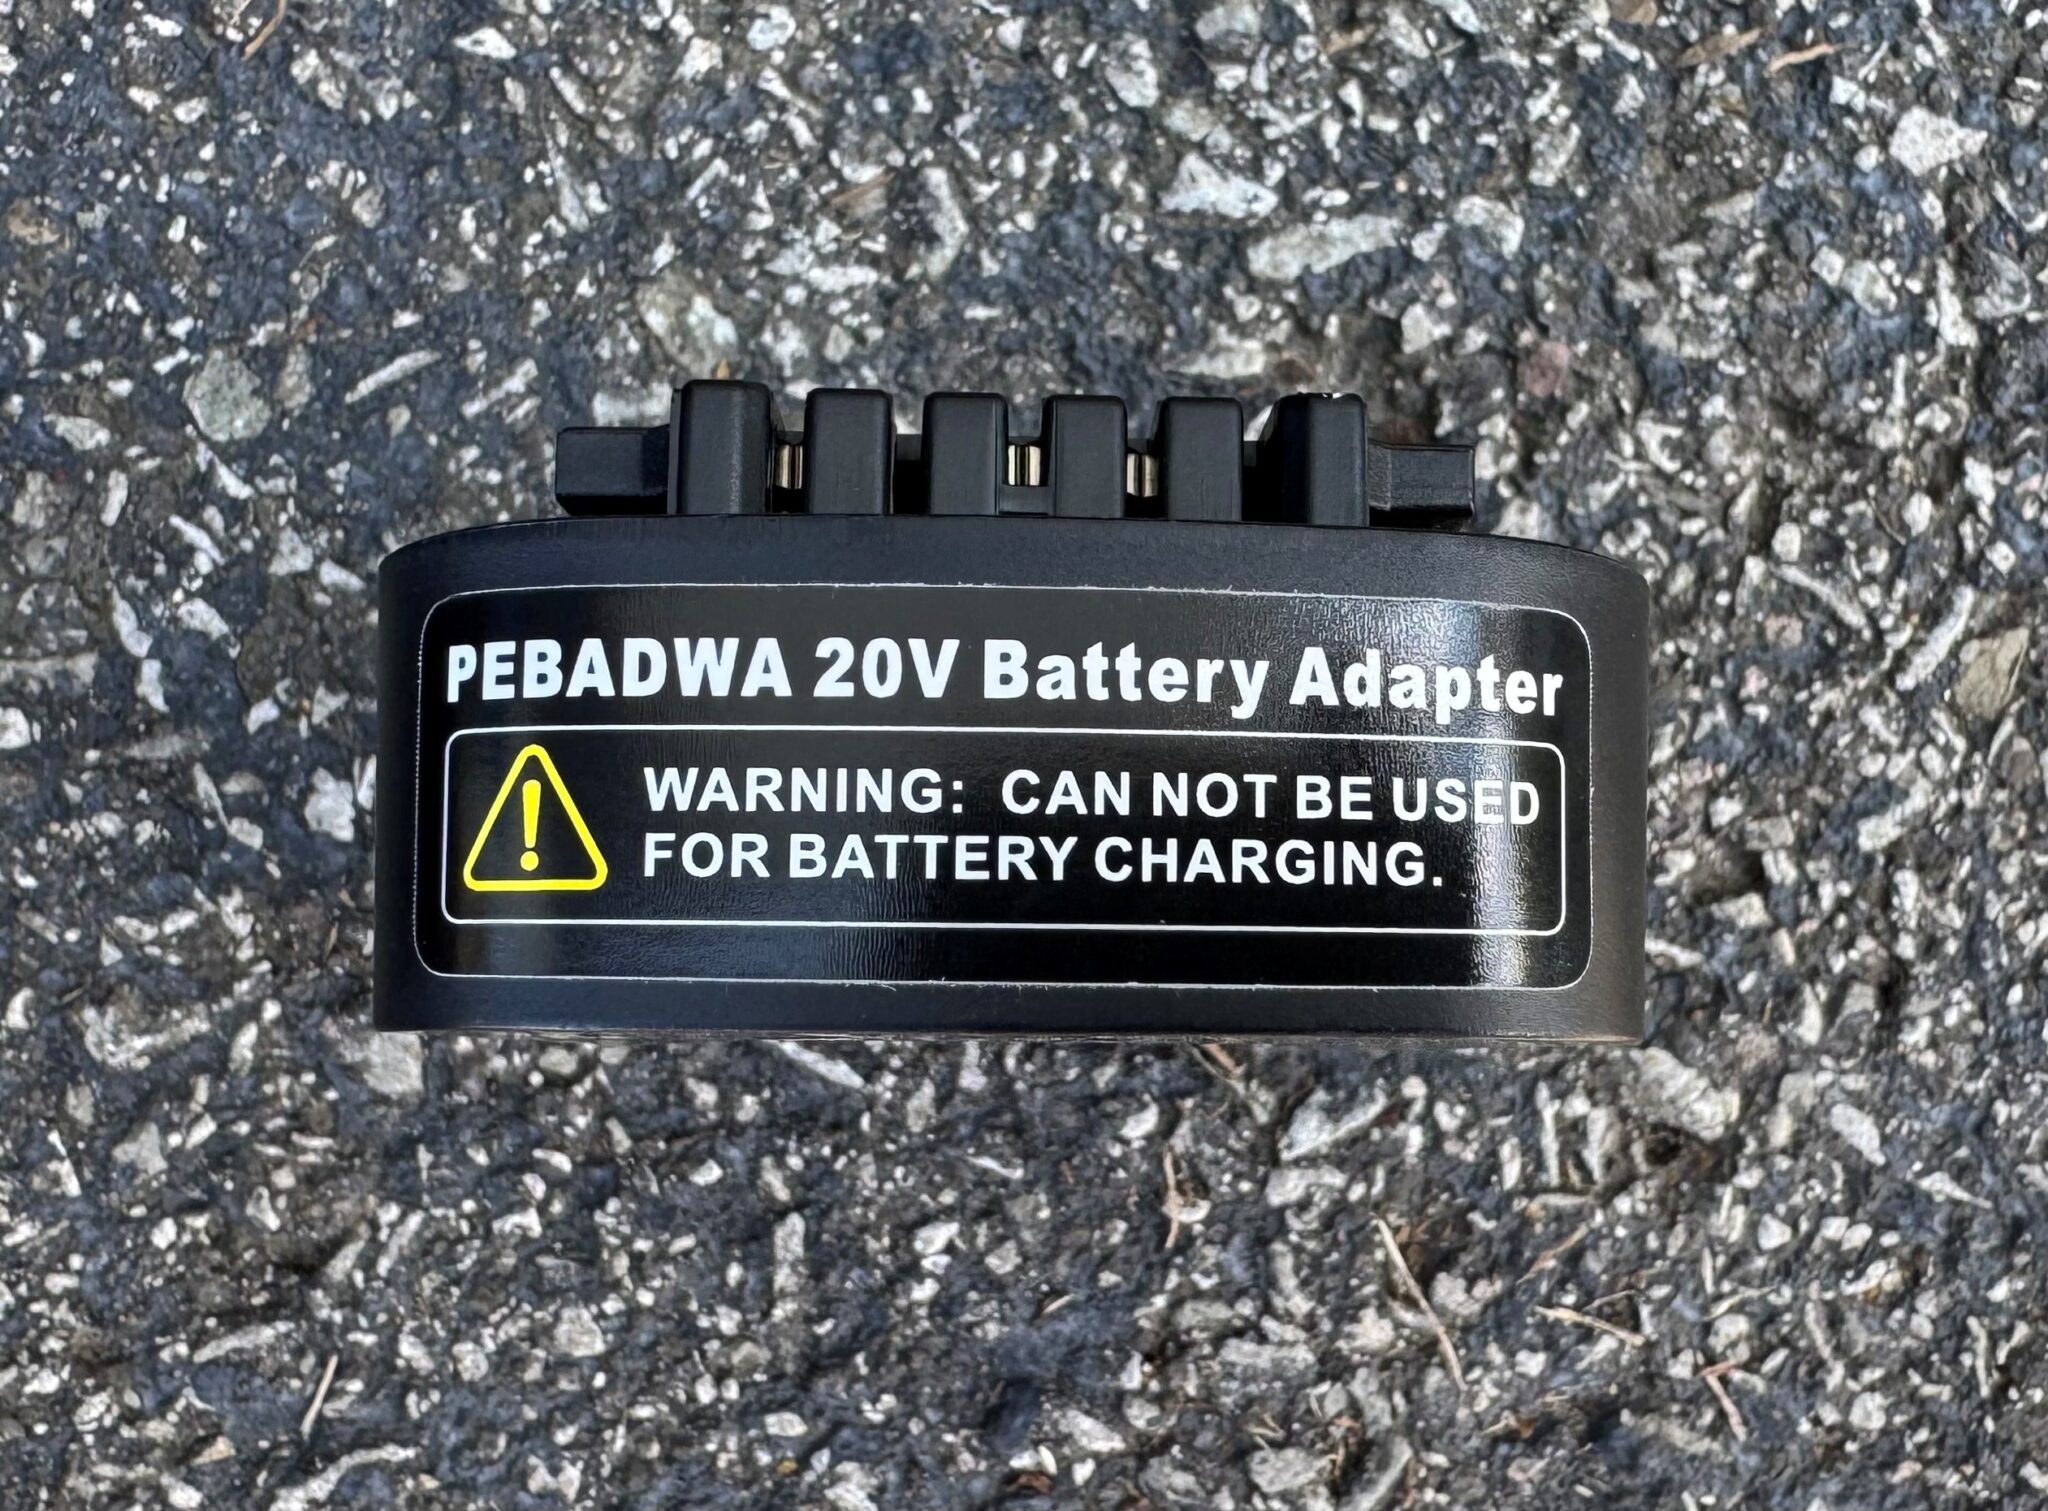 PEBADWA 20V Battery Adapter
WARNING: CAN NOT BE USED
FOR BATTERY CHARGING.